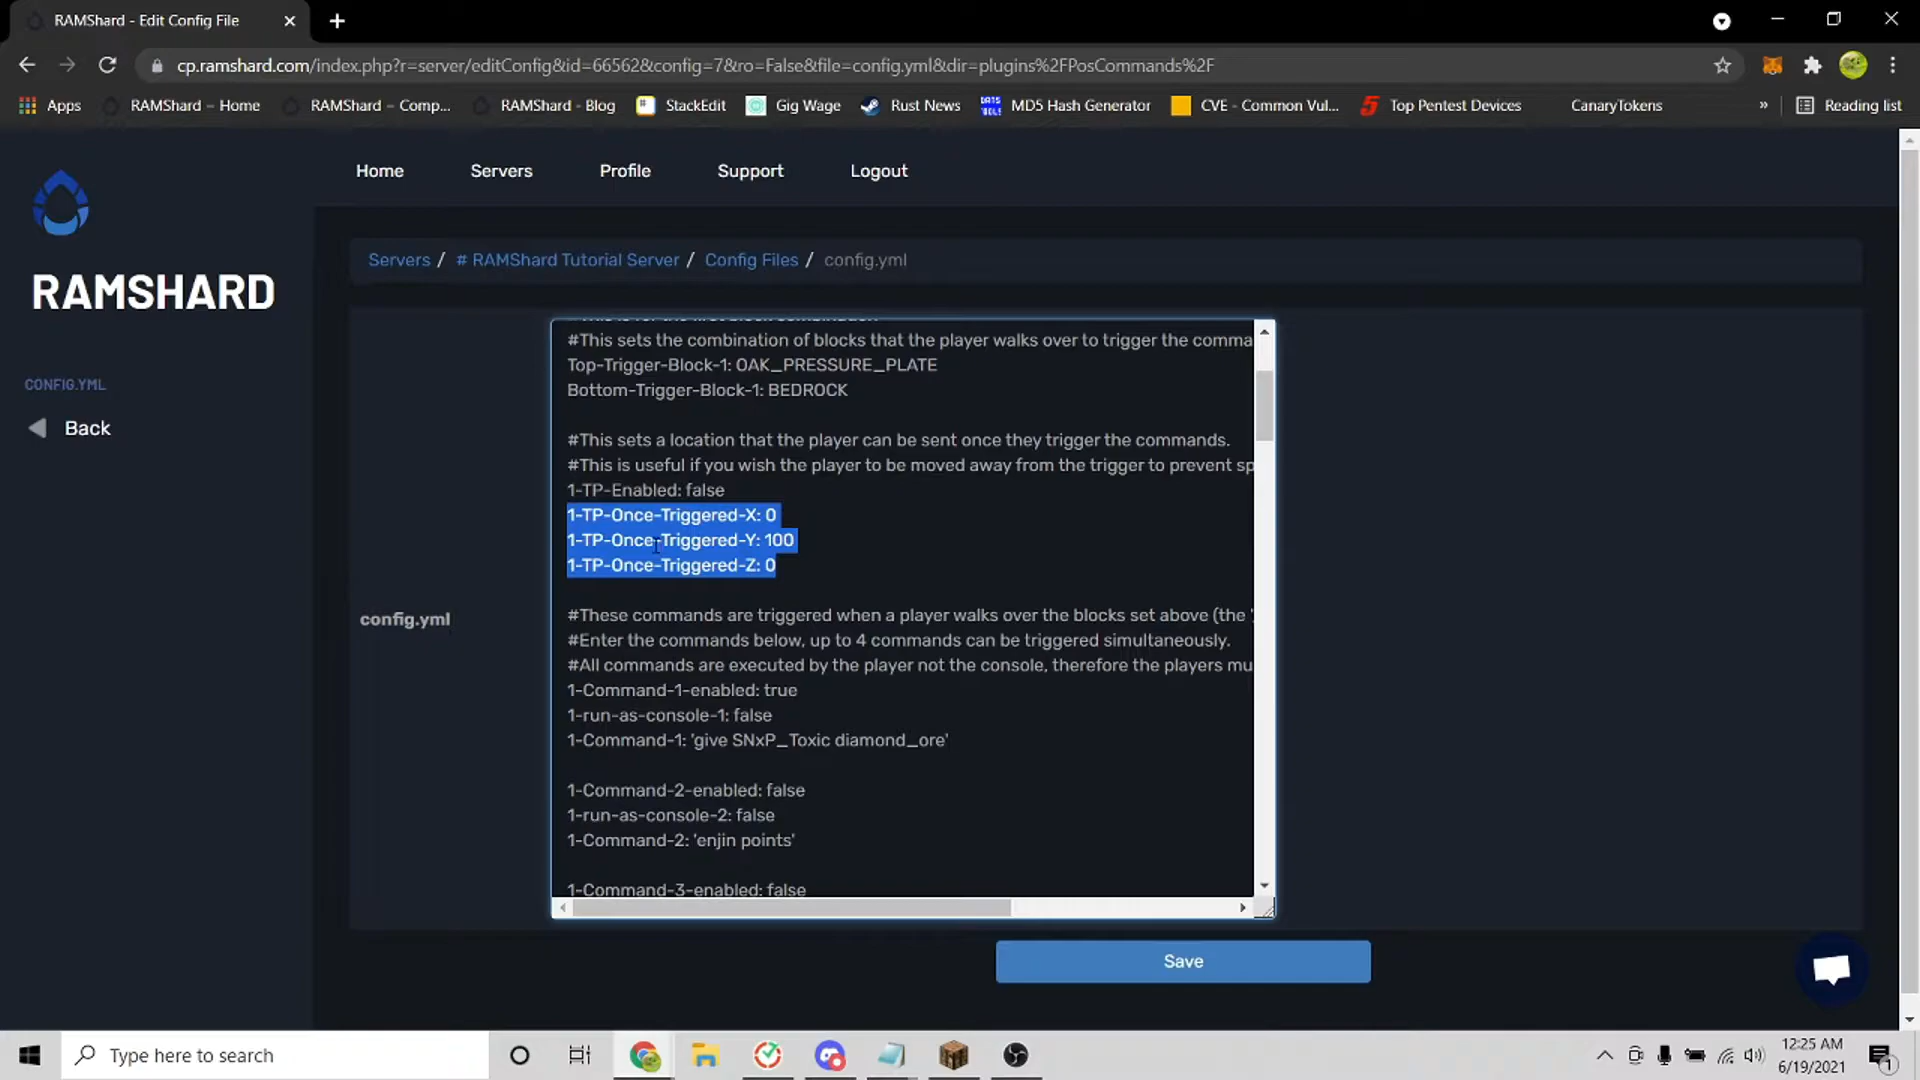 RAMShard - Edit Config File
cp.ramshard.com/index.php?r=server/editConfig&id=66562&config=7&ro=False&file=config.yml&dir=plugins%2FPosCommands%2F
Apps
RAMShard – Home
RAMShard – Comp...
RAMShard - Blog
StackEdit
Gig Wage
Rust News
MD5 Hash Generator
CVE - Common Vul...
Top Pentest Devices
CanaryTokens
»
Reading list
Home
Servers
Profile
Support
Logout
RAMSHARD
Servers / # RAMShard Tutorial Server / Config Files / config.yml
CONFIG.YML
Back
config.yml
#This sets the combination of blocks that the player walks over to trigger the comma
Top-Trigger-Block-1: OAK_PRESSURE_PLATE
Bottom-Trigger-Block-1: BEDROCK
#This sets a location that the player can be sent once they trigger the commands.
#This is useful if you wish the player to be moved away from the trigger to prevent sp
1-TP-Enabled: false
1-TP-Once-Triggered-X: 0
1-TP-Once-Triggered-Y: 100
1-TP-Once-Triggered-Z: 0
#These commands are triggered when a player walks over the blocks set above (the '
#Enter the commands below, up to 4 commands can be triggered simultaneously.
#All commands are executed by the player not the console, therefore the players mu
1-Command-1-enabled: true
1-run-as-console-1: false
1-Command-1: 'give SNxP_Toxic diamond_ore'
1-Command-2-enabled: false
1-run-as-console-2: false
1-Command-2: 'enjin points'
1-Command-3-enabled: false
Save
Type here to search
12:25 AM
6/19/2021
1